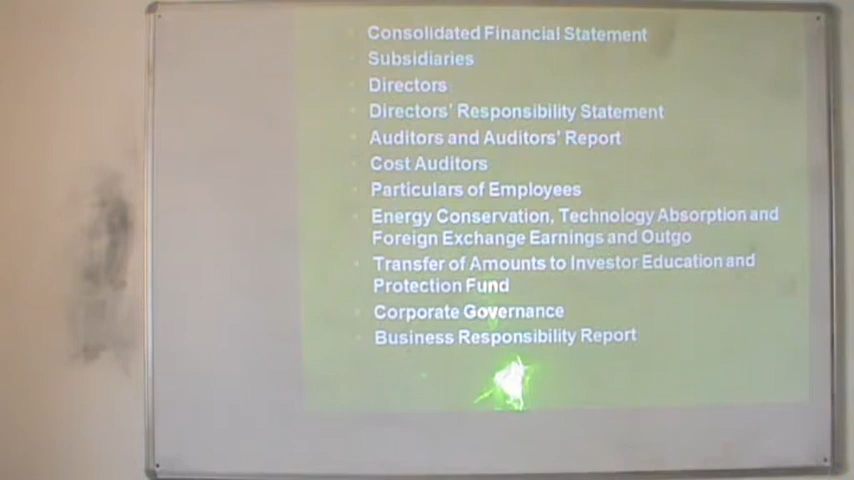 Consolidated Financial Statement
Subsidiaries
Directors
Directors' Responsibility Statement
Auditors and Auditors' Report
Cost Auditors
Particulars of Employees
Energy Conservation, Technology Absorption and
Foreign Exchange Earnings and Outgo
Transfer of Amounts to Investor Education and
Protection Fund
Corporate Governance
Business Responsibility Report